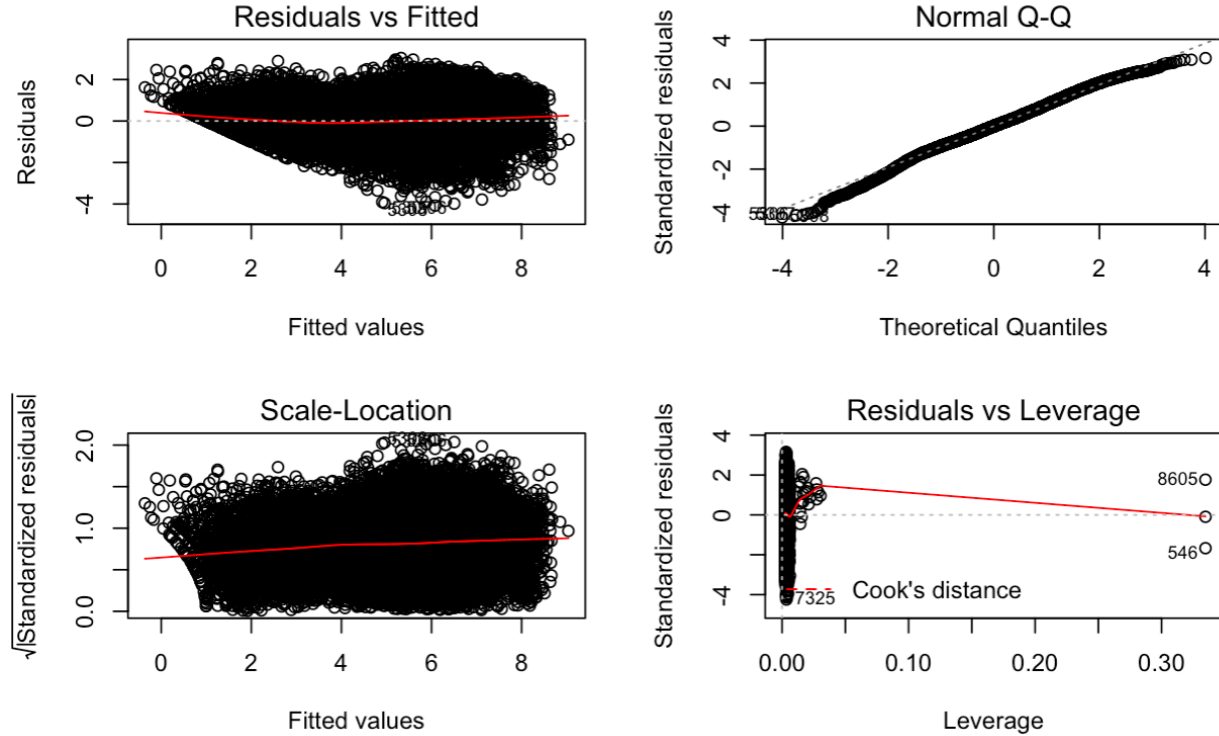 Residuals vs Fitted
Residuals
2
0
-4
0 2 4 6 8
Fitted values
Normal Q-Q
Standardized residuals
4
2
0
-2
-4
-4 -2 0 2 4
Theoretical Quantiles
Scale-Location
√|Standardized residuals|
2.0
1.0
0.0
0 2 4 6 8
Fitted values
Residuals vs Leverage
Standardized residuals
4
2
0
-4
8605
546
7325
Cook's distance
0.00 0.10 0.20 0.30
Leverage